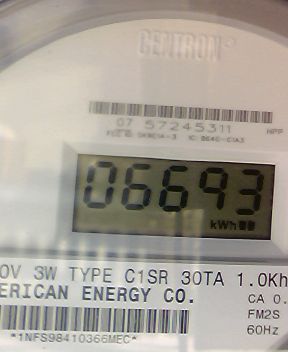 CENTRON®
07 57245311
06693
kWh
0V 3W TYPE C1SR 30TA 1.0Kh
ERICAN ENERGY CO. CA 0.
FM2S
60Hz
*1NFS98410366MEC*